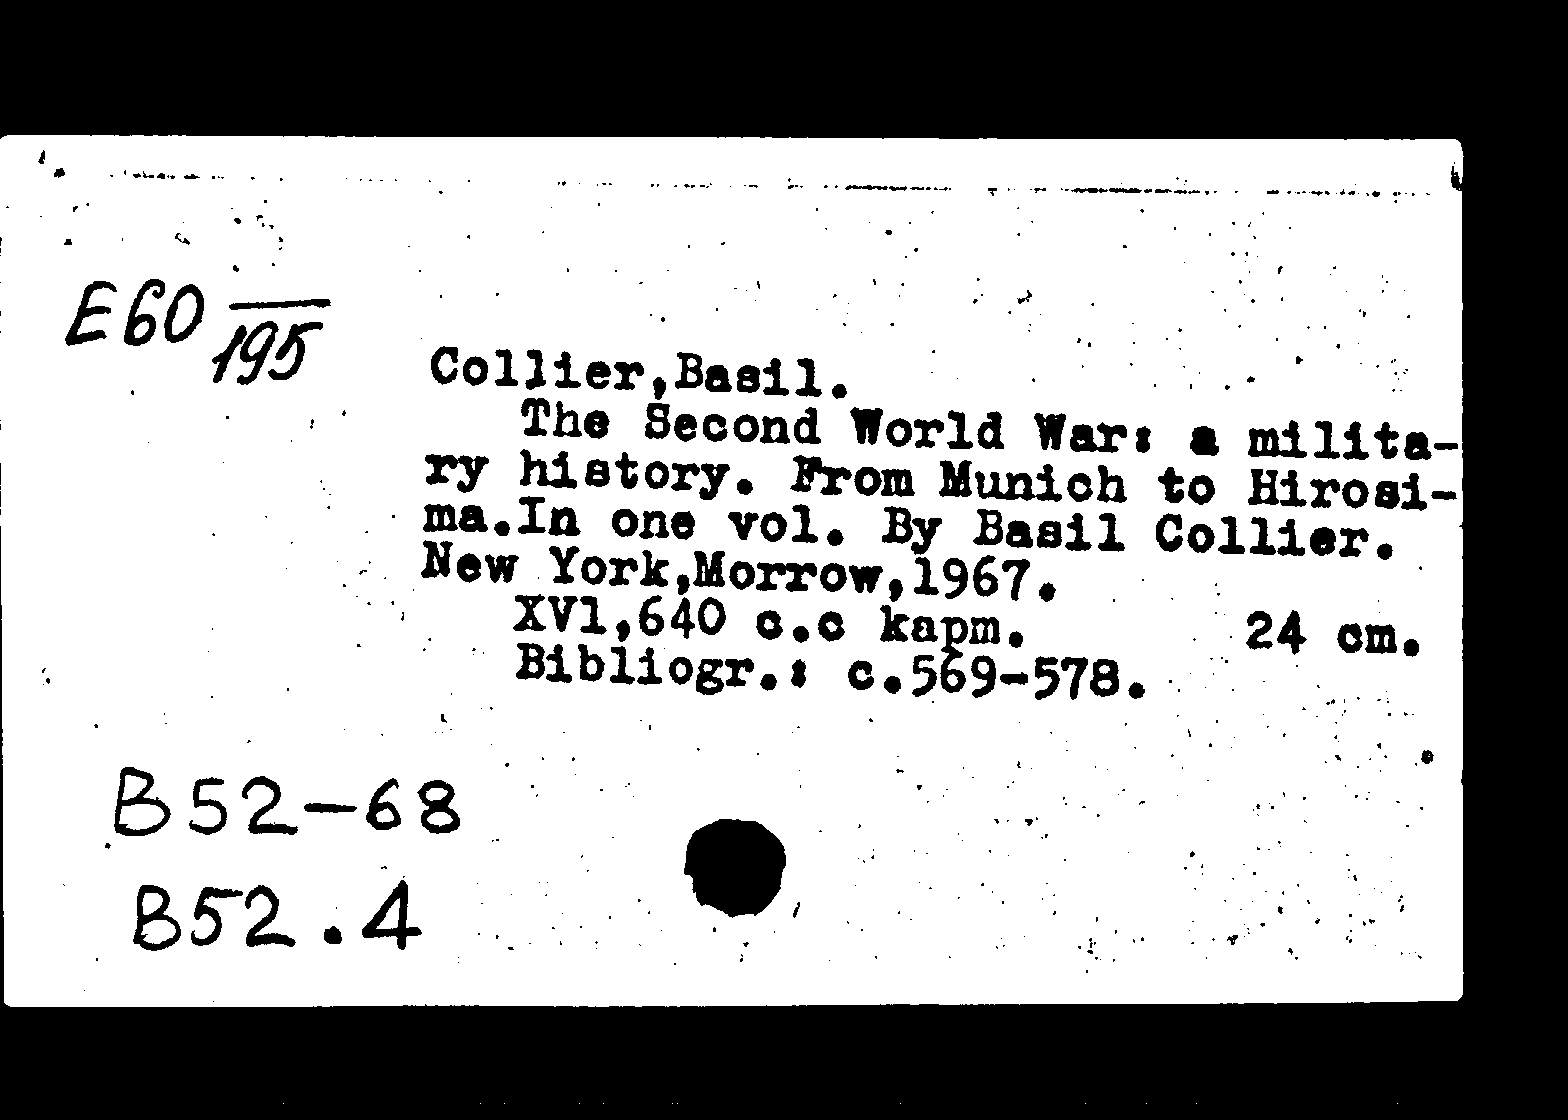 E60
195
Collier,Basil.
The Second World War: a milita-
ry history. From Munich to Hirosi-
ma.In one vol. By Basil Collier.
New York,Morrow,1967.
XV1,640 c.c kapm. 24 cm.
Bibliogr.: c.569-578.
B52-68
B52.4